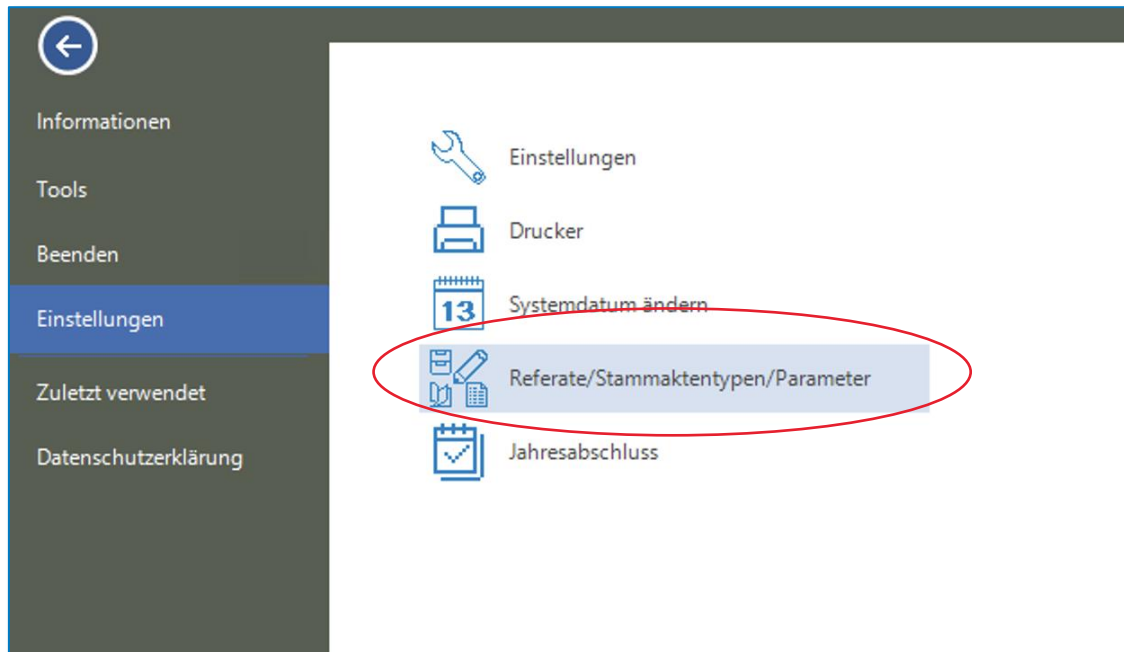 Informationen
Tools
Beenden
Einstellungen
Zuletzt verwendet
Datenschutzerklärung
Einstellungen
Drucker
13
Systemdatum ändern
Referate/Stammaktentypen/Parameter
Jahresabschluss